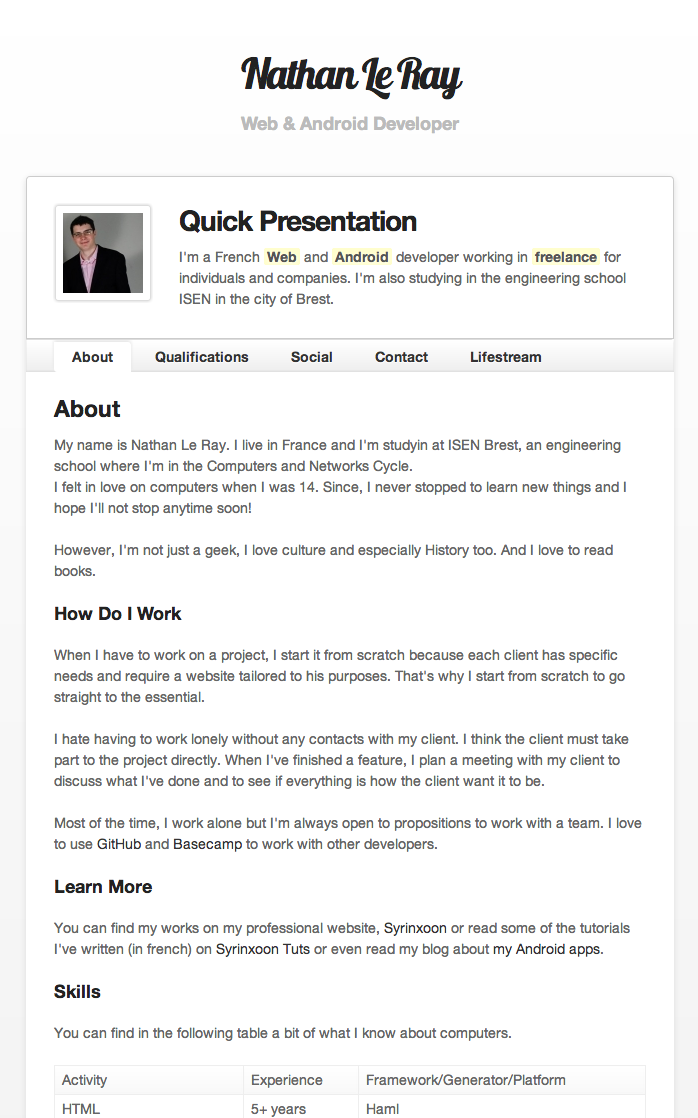 Nathan Le Ray
Web & Android Developer
Quick Presentation
I'm a French Web and Android developer working in freelance for
individuals and companies. I'm also studying in the engineering school
ISEN in the city of Brest.
About Qualifications Social Contact Lifestream
About
My name is Nathan Le Ray. I live in France and I'm studyin at ISEN Brest, an engineering
school where I'm in the Computers and Networks Cycle.
I felt in love on computers when I was 14. Since, I never stopped to learn new things and I
hope I'll not stop anytime soon!
However, I'm not just a geek, I love culture and especially History too. And I love to read
books.
How Do I Work
When I have to work on a project, I start it from scratch because each client has specific
needs and require a website tailored to his purposes. That's why I start from scratch to go
straight to the essential.
I hate having to work lonely without any contacts with my client. I think the client must take
part to the project directly. When I've finished a feature, I plan a meeting with my client to
discuss what I've done and to see if everything is how the client want it to be.
Most of the time, I work alone but I'm always open to propositions to work with a team. I love
to use GitHub and Basecamp to work with other developers.
Learn More
You can find my works on my professional website, Syrinxoon or read some of the tutorials
I've written (in french) on Syrinxoon Tuts or even read my blog about my Android apps.
Skills
You can find in the following table a bit of what I know about computers.
Activity Experience Framework/Generator/Platform
HTML 5+ years Haml